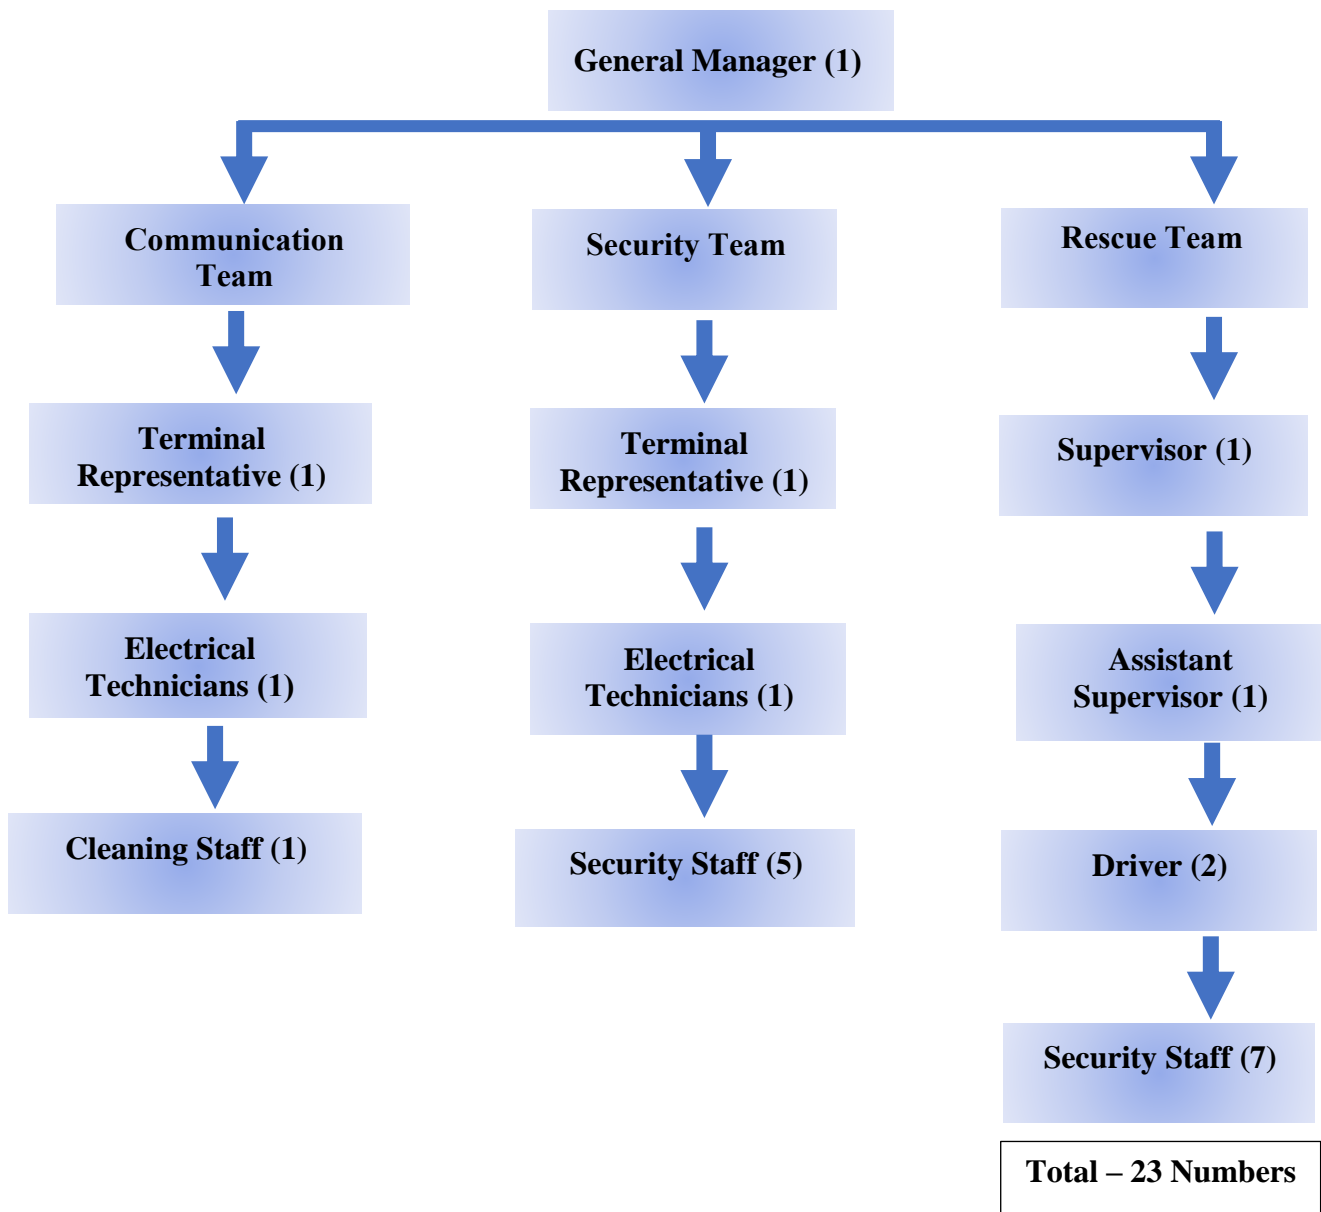 General Manager (1)
Communication
Team
Security Team
Rescue Team
Terminal
Representative (1)
Terminal
Representative (1)
Supervisor (1)
Electrical
Technicians (1)
Electrical
Technicians (1)
Assistant
Supervisor (1)
Cleaning Staff (1)
Security Staff (5)
Driver (2)
Security Staff (7)
Total – 23 Numbers